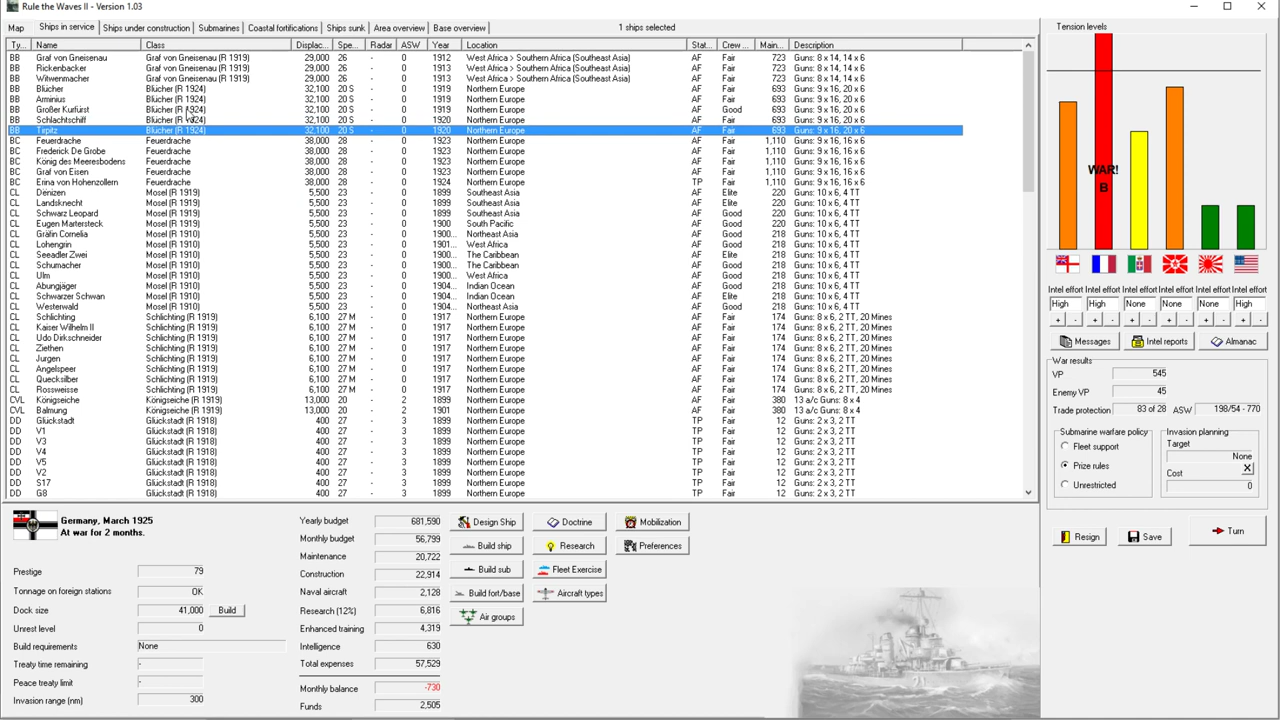 Rule the Waves II - Version 1.03
Map Ships in service Ships under construction Submarines Coastal fortifications Ships sunk Area overview Base overview 1 ships selected
Ty... Name Class Displac... Spe... Radar ASW Year Location Stat... Crew ... Main... Description
BB Graf von Gneisenau Graf von Gneisenau (R 1919) 29,000 26 - 0 1912 West Africa > Southern Africa (Southeast Asia) AF Fair 723 Guns: 8 x 14, 14 x 6
BB Rickenbacker Graf von Gneisenau (R 1919) 29,000 26 - 0 1913 West Africa > Southern Africa (Southeast Asia) AF Fair 723 Guns: 8 x 14, 14 x 6
BB Witwenmacher Graf von Gneisenau (R 1919) 29,000 26 - 0 1913 West Africa > Southern Africa (Southeast Asia) AF Fair 723 Guns: 8 x 14, 14 x 6
BB Blücher Blücher (R 1924) 32,100 20 S - 0 1919 Northern Europe AF Fair 693 Guns: 9 x 16, 20 x 6
BB Arminius Blücher (R 1924) 32,100 20 S - 0 1919 Northern Europe AF Fair 693 Guns: 9 x 16, 20 x 6
BB Großer Kurfürst Blücher (R 1924) 32,100 20 S - 0 1919 Northern Europe AF Good 693 Guns: 9 x 16, 20 x 6
BB Schlachtschiff Blücher (R 1924) 32,100 20 S - 0 1920 Northern Europe AF Fair 693 Guns: 9 x 16, 20 x 6
BB Tirpitz Blücher (R 1924) 32,100 20 S - 0 1920 Northern Europe AF Fair 693 Guns: 9 x 16, 20 x 6
BC Feuerdrache Feuerdrache 38,000 28 - 0 1923 Northern Europe AF Fair 1,110 Guns: 9 x 16, 16 x 6
BC Frederick De Grobe Feuerdrache 38,000 28 - 0 1923 Northern Europe AF Fair 1,110 Guns: 9 x 16, 16 x 6
BC König des Meeresbodens Feuerdrache 38,000 28 - 0 1923 Northern Europe AF Fair 1,110 Guns: 9 x 16, 16 x 6
BC Graf von Eisen Feuerdrache 38,000 28 - 0 1923 Northern Europe AF Fair 1,110 Guns: 9 x 16, 16 x 6
BC Erina von Hohenzollern Feuerdrache 38,000 28 - 0 1924 Northern Europe TP Fair 1,110 Guns: 9 x 16, 16 x 6
CL Denizen Mosel (R 1919) 5,500 23 - 0 1899 Southeast Asia AF Elite 218 Guns: 10 x 6, 4 TT
CL Landsknecht Mosel (R 1919) 5,500 23 - 0 1899 Southeast Asia AF Elite 218 Guns: 10 x 6, 4 TT
CL Schwarz Leopard Mosel (R 1919) 5,500 23 - 0 1899 Southeast Asia AF Good 218 Guns: 10 x 6, 4 TT
CL Eugen Martersteck Mosel (R 1919) 5,500 23 - 0 1900 South Pacific AF Good 218 Guns: 10 x 6, 4 TT
CL Gräfin Cornelia Mosel (R 1910) 5,500 23 - 0 1900... Northern Europe AF Good 218 Guns: 10 x 6, 4 TT
CL Lohengrin Mosel (R 1910) 5,500 23 - 0 1901... West Africa AF Good 218 Guns: 10 x 6, 4 TT
CL Seeadler Zwei Mosel (R 1910) 5,500 23 - 0 1904... The Caribbean AF Elite 218 Guns: 10 x 6, 4 TT
CL Schumacher Mosel (R 1910) 5,500 23 - 0 1900... The Caribbean AF Good 218 Guns: 10 x 6, 4 TT
CL Ulm Mosel (R 1910) 5,500 23 - 0 1900... West Africa AF Good 218 Guns: 10 x 6, 4 TT
CL Abungjäger Mosel (R 1910) 5,500 23 - 0 1904... Indian Ocean AF Good 218 Guns: 10 x 6, 4 TT
CL Schwarzer Schwan Mosel (R 1910) 5,500 23 - 0 1904... Indian Ocean AF Elite 218 Guns: 10 x 6, 4 TT
CL Westerwald Mosel (R 1910) 5,500 23 - 0 1904... Northeast Asia AF Good 218 Guns: 10 x 6, 4 TT
CL Schlichting Schlichting (R 1919) 6,100 27 M - 0 1917 Northern Europe AF Fair 174 Guns: 8 x 6, 2 TT, 20 Mines
CL Kaiser Wilhelm II Schlichting (R 1919) 6,100 27 M - 0 1917 Northern Europe AF Fair 174 Guns: 8 x 6, 2 TT, 20 Mines
CL Udo Dirkschneider Schlichting (R 1919) 6,100 27 M - 0 1917 Northern Europe AF Fair 174 Guns: 8 x 6, 2 TT, 20 Mines
CL Ziethen Schlichting (R 1919) 6,100 27 M - 0 1917 Northern Europe AF Fair 174 Guns: 8 x 6, 2 TT, 20 Mines
CL Jurgen Schlichting (R 1919) 6,100 27 M - 0 1917 Northern Europe AF Fair 174 Guns: 8 x 6, 2 TT, 20 Mines
CL Angelspeer Schlichting (R 1919) 6,100 27 M - 0 1917 Northern Europe AF Fair 174 Guns: 8 x 6, 2 TT, 20 Mines
CL Quecksilber Schlichting (R 1919) 6,100 27 M - 0 1917 Northern Europe AF Fair 174 Guns: 8 x 6, 2 TT, 20 Mines
CL Rossweisse Schlichting (R 1919) 6,100 27 M - 0 1917 Northern Europe AF Fair 174 Guns: 8 x 6, 2 TT, 20 Mines
CVL Königseiche Königseiche (R 1919) 13,000 20 - 2 1899 Northern Europe AF Fair 380 13 a/c Guns: 8 x 4
CVL Balmung Königseiche (R 1919) 13,000 20 - 2 1901 Northern Europe AF Fair 380 13 a/c Guns: 8 x 4
DD Glückstadt Glückstadt (R 1918) 400 27 - 3 1899 Northern Europe TP Fair 12 Guns: 2 x 3, 2 TT
DD V1 Glückstadt (R 1918) 400 27 - 3 1899 Northern Europe TP Fair 12 Guns: 2 x 3, 2 TT
DD V3 Glückstadt (R 1918) 400 27 - 3 1899 Northern Europe TP Fair 12 Guns: 2 x 3, 2 TT
DD V4 Glückstadt (R 1918) 400 27 - 3 1899 Northern Europe TP Fair 12 Guns: 2 x 3, 2 TT
DD V5 Glückstadt (R 1918) 400 27 - 3 1899 Northern Europe TP Fair 12 Guns: 2 x 3, 2 TT
DD V2 Glückstadt (R 1918) 400 27 - 3 1899 Northern Europe TP Fair 12 Guns: 2 x 3, 2 TT
DD S17 Glückstadt (R 1918) 400 27 - 3 1899 Northern Europe TP Fair 12 Guns: 2 x 3, 2 TT
DD G8 Glückstadt (R 1918) 400 27 - 3 1899 Northern Europe TP Fair 12 Guns: 2 x 3, 2 TT
Germany, March 1925
At war for 2 months.
Prestige 79
Tonnage on foreign stations OK
Dock size 41,000 Build
Unrest level 0
Build requirements None
Treaty time remaining -
Peace treaty limit -
Invasion range (nm) 300
Yearly budget 681,590
Monthly budget 56,799
Maintenance 20,722
Construction 22,914
Naval aircraft 2,128
Research (12%) 6,816
Enhanced training 4,319
Intelligence 630
Total expenses 57,529
Monthly balance -730
Funds 2,505
Design Ship Doctrine Mobilization
Build ship Research Preferences
Build sub Fleet Exercise
Build fort/base Aircraft types
Air groups
Tension levels
WAR!
B
Intel effort Intel effort Intel effort Intel effort Intel effort Intel effort
High High None None None High
+ - + - + - + - + - + -
Messages Intel reports Almanac
War results
VP 545
Enemy VP 45
Trade protection 83 of 28 ASW 198/54 - 770
Submarine warfare policy
Fleet support
Prize rules
Unrestricted
Invasion planning
Target
None
Cost X
0
Resign Save Turn